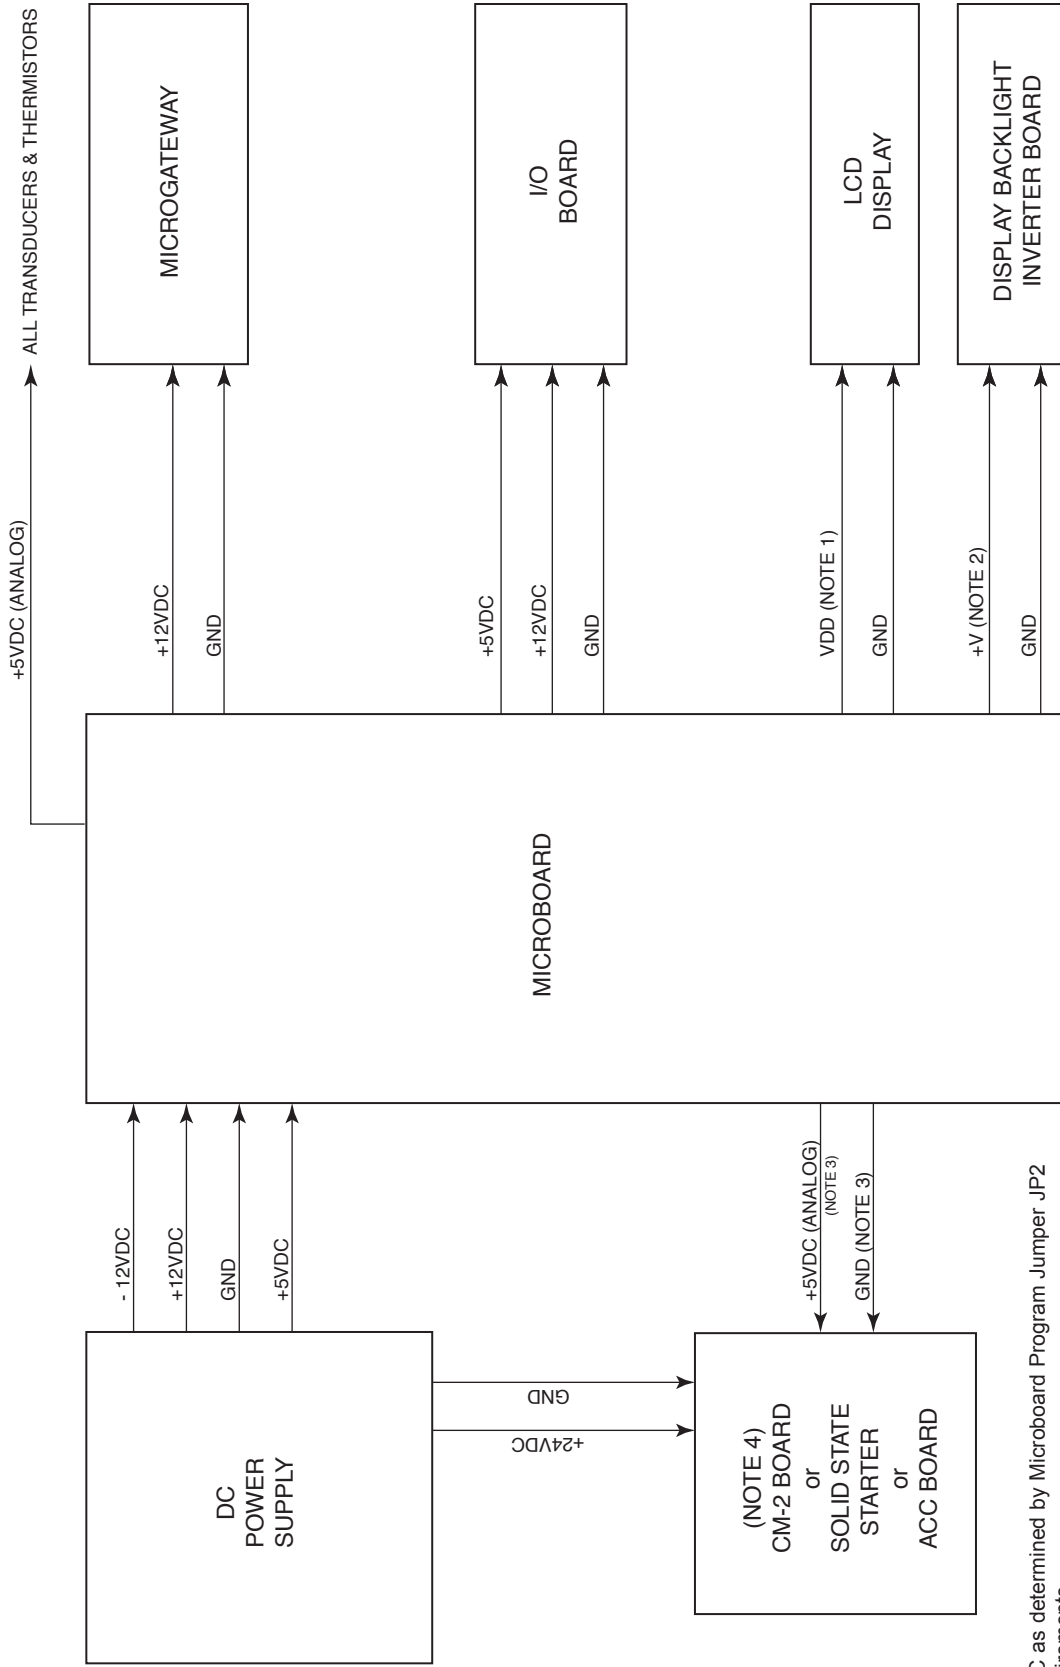 +5VDC (ANALOG)
ALL TRANSDUCERS & THERMISTORS
DC
POWER
SUPPLY
- 12VDC
+12VDC
GND
+5VDC
+24VDC
GND
MICROBOARD
+12VDC
GND
MICROGATEWAY
+5VDC
+12VDC
GND
I/O
BOARD
(NOTE 4)
CM-2 BOARD
or
SOLID STATE
STARTER
or
ACC BOARD
+5VDC (ANALOG)
(NOTE 3)
GND (NOTE 3)
VDD (NOTE 1)
GND
LCD
DISPLAY
+V (NOTE 2)
GND
DISPLAY BACKLIGHT
INVERTER BOARD
as determined by Microboard Program Jumper JP2